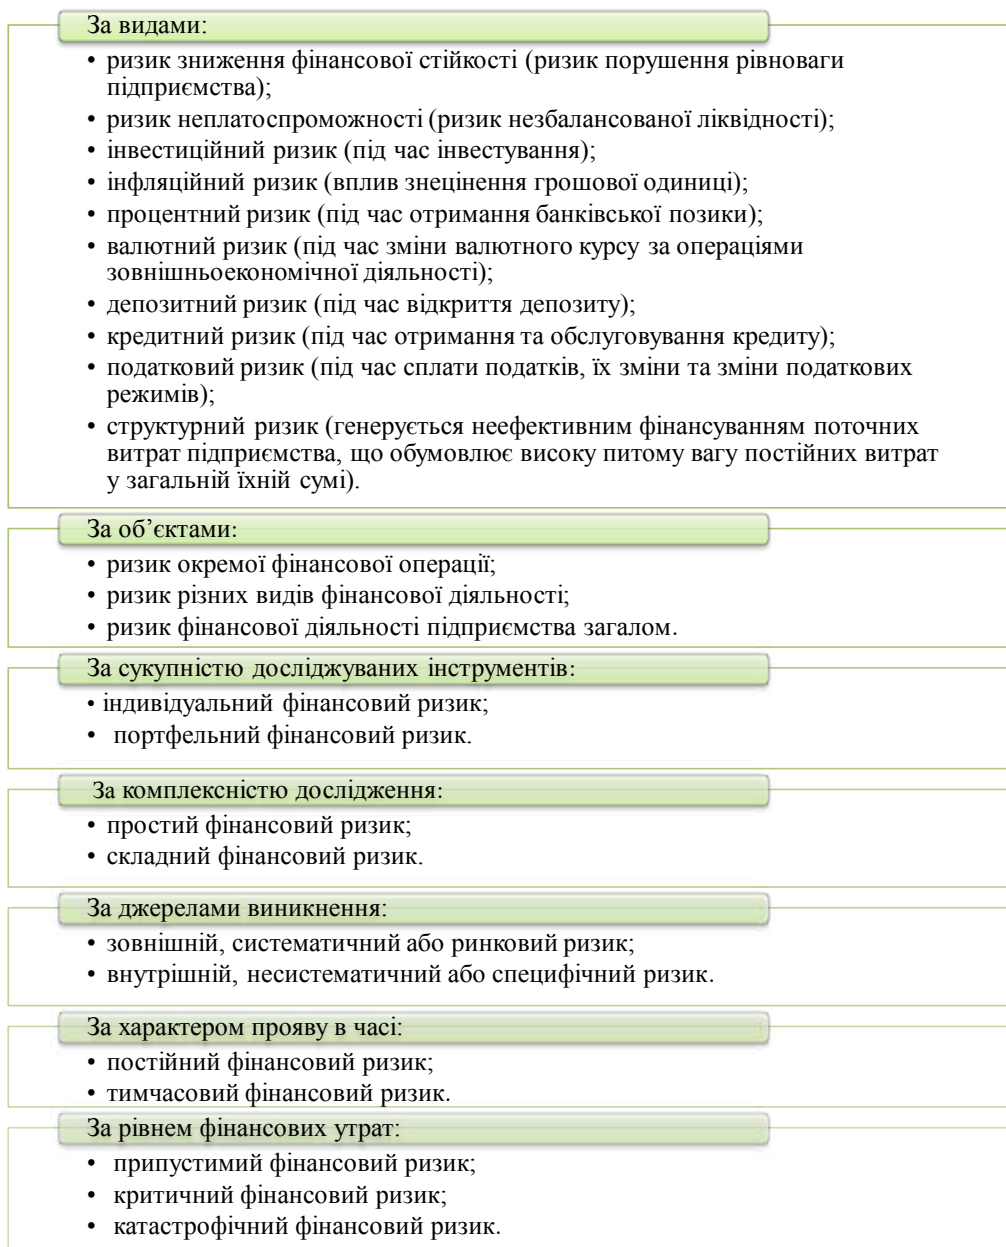 За видами:
• ризик зниження фінансової стійкості (ризик порушення рівноваги
підприємства);
• ризик неплатоспроможності (ризик незбалансованої ліквідності);
• інвестиційний ризик (під час інвестування);
• інфляційний ризик (вплив знецінення грошової одиниці);
• процентний ризик (під час отримання банківської позики);
• валютний ризик (під час зміни валютного курсу за операціями
зовнішньоекономічної діяльності);
• депозитний ризик (під час відкриття депозиту);
• кредитний ризик (під час отримання та обслуговування кредиту);
• податковий ризик (під час сплати податків, їх зміни та зміни податкових
режимів);
• структурний ризик (генерується неефективним фінансуванням поточних
витрат підприємства, що обумовлює високу питому вагу постійних витрат
у загальній їхній сумі).
За об’єктами:
• ризик окремої фінансової операції;
• ризик різних видів фінансової діяльності;
• ризик фінансової діяльності підприємства загалом.
За сукупністю досліджуваних інструментів:
• індивідуальний фінансовий ризик;
• портфельний фінансовий ризик.
За комплексністю дослідження:
• простий фінансовий ризик;
• складний фінансовий ризик.
За джерелами виникнення:
• зовнішній, систематичний або ринковий ризик;
• внутрішній, несистематичний або специфічний ризик.
За характером прояву в часі:
• постійний фінансовий ризик;
• тимчасовий фінансовий ризик.
За рівнем фінансових утрат:
• припустимий фінансовий ризик;
• критичний фінансовий ризик;
• катастрофічний фінансовий ризик.